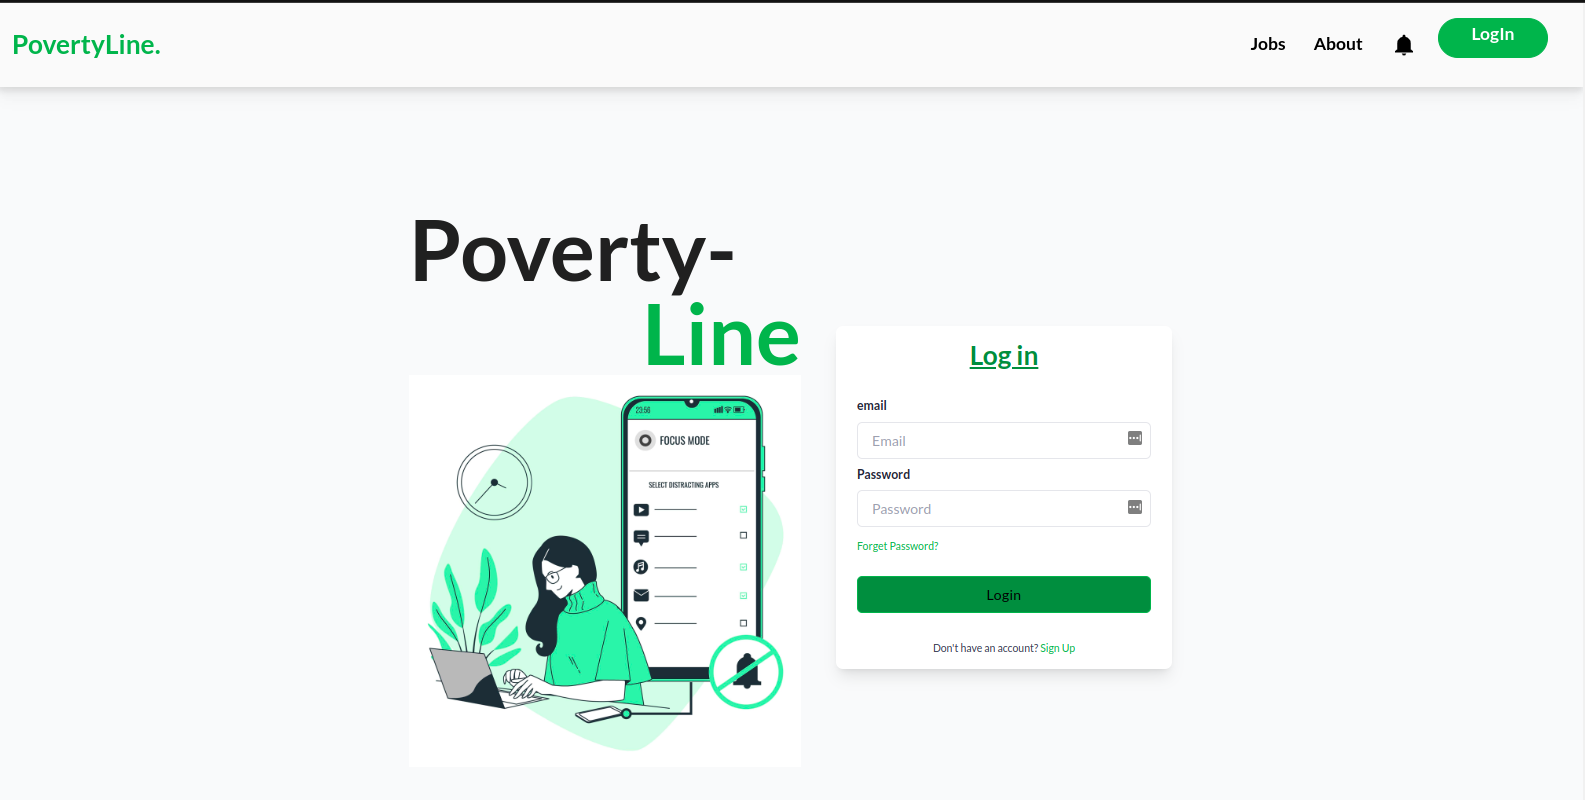 PovertyLine.
Jobs About LogIn
Poverty-
Line
23:56
FOCUS MODE
SELECT DISTRACTING APPS
Log in
email
Email
Password
Password
Forget Password?
Login
Don't have an account? Sign Up